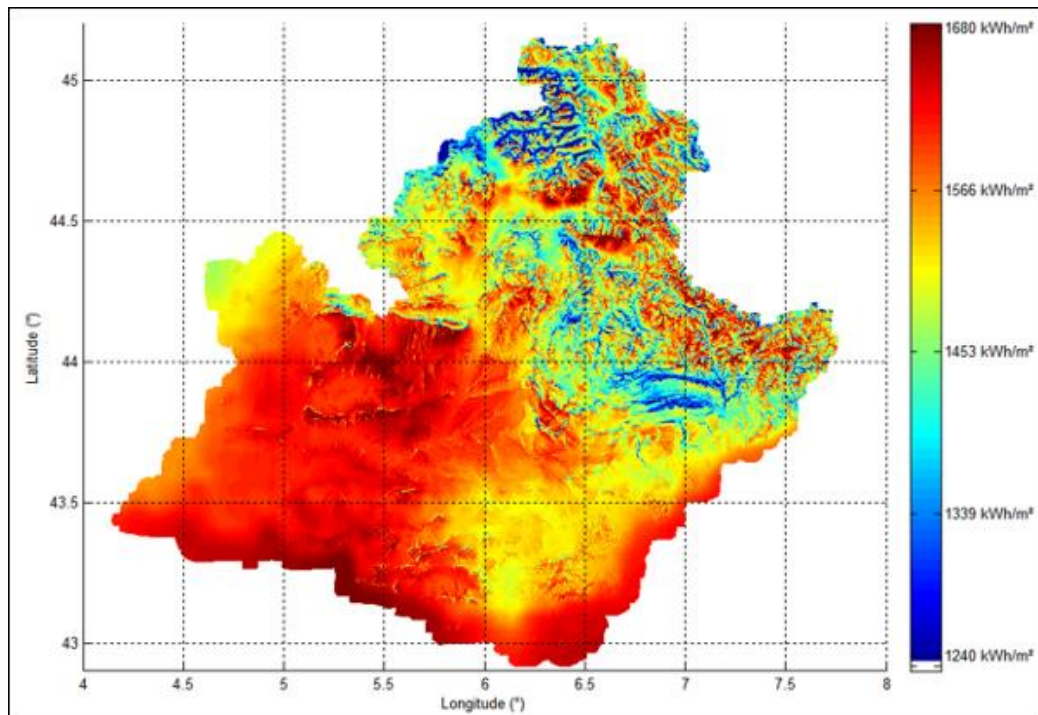 1680 kWh/m²
45
1566 kWh/m²
44.5
Latitude (°)
1453 kWh/m²
44
43.5
1339 kWh/m²
43
1240 kWh/m²
4
4.5
5
5.5
6
6.5
7
7.5
8
Longitude (°)